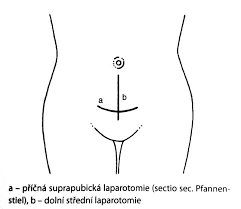 a b
a – příčná suprapubická laparotomie (sectio sec. Pfannen-
stiel), b – dolní střední laparotomie